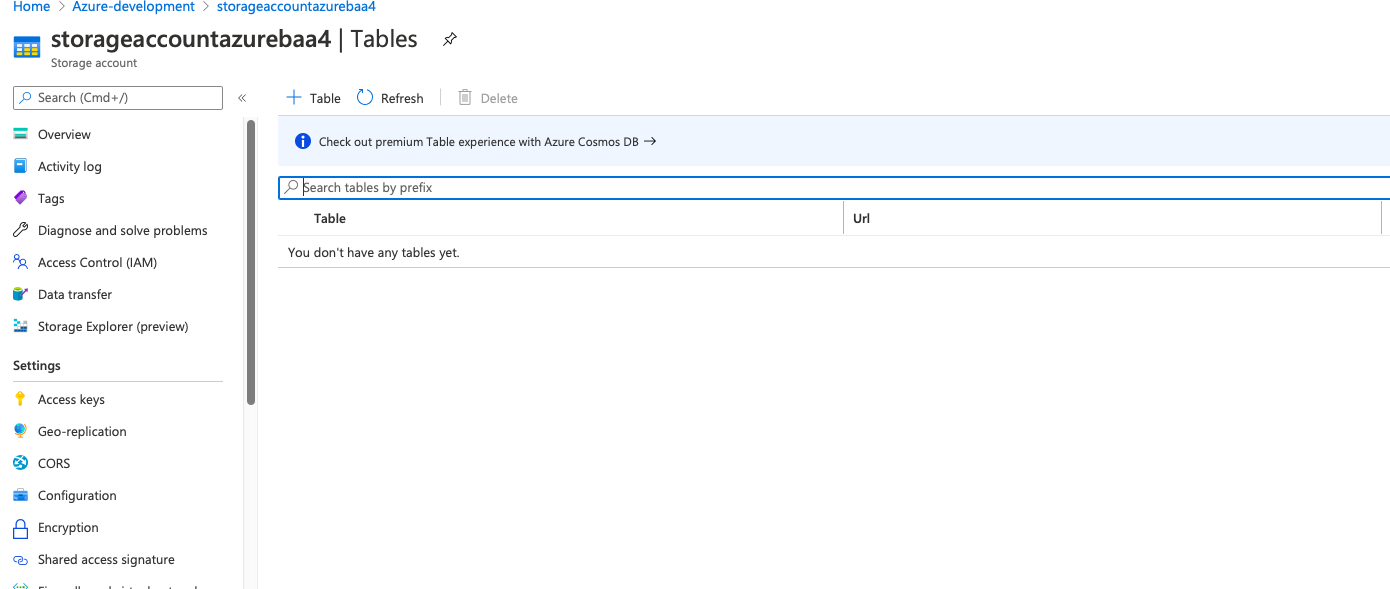 Home > Azure-development > storageaccountazurebaa4
storageaccountazurebaa4 | Tables
Storage account
Search (Cmd+/)
«
Overview
Activity log
Tags
Diagnose and solve problems
Access Control (IAM)
Data transfer
Storage Explorer (preview)
Settings
Access keys
Geo-replication
CORS
Configuration
Encryption
Shared access signature
+ Table Refresh Delete
Check out premium Table experience with Azure Cosmos DB →
Search tables by prefix
Table Url
You don't have any tables yet.